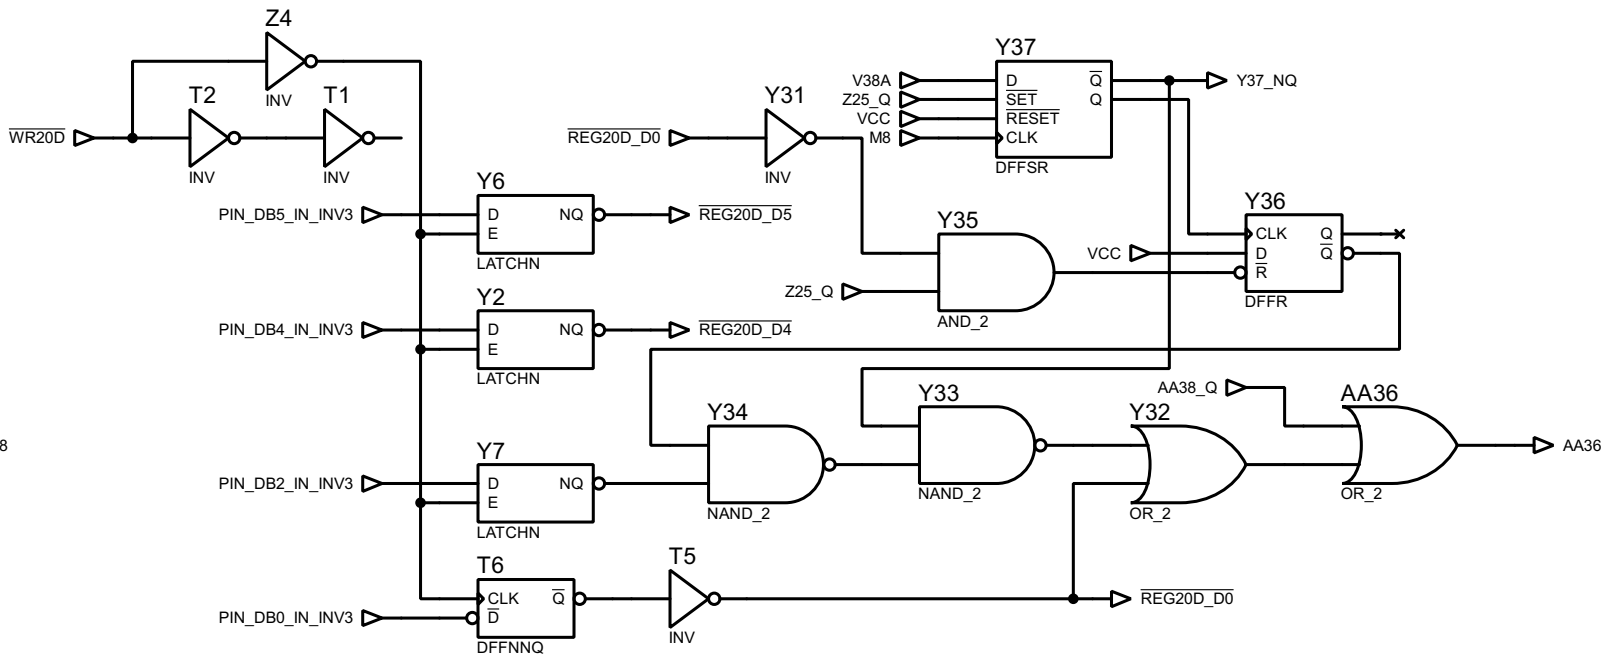 Z4
INV
T2
INV
T1
INV
WR20D
Y31
INV
REG20D_D0
Y37
V38A
Z25_Q
VCC
M8
D
SET
RESET
CLK
Q
Q
DFFSR
Y37_NQ
Y6
PIN_DB5_IN_INV3
D
E
NQ
LATCHN
REG20D_D5
Y35
Z25_Q
AND_2
Y36
VCC
CLK
D
R
Q
Q
DFFR
Y2
PIN_DB4_IN_INV3
D
E
NQ
LATCHN
REG20D_D4
Y34
NAND_2
Y33
NAND_2
AA38_Q
Y32
OR_2
AA36
OR_2
AA36
8
Y7
PIN_DB2_IN_INV3
D
E
NQ
LATCHN
T6
PIN_DB0_IN_INV3
CLK
D
Q
DFFNNQ
T5
INV
REG20D_D0